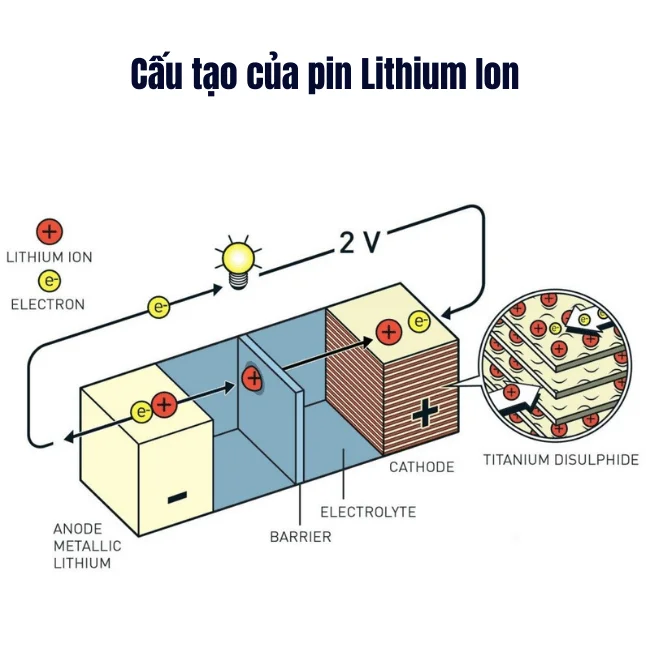 Cấu tạo của pin Lithium Ion
+
LITHIUM ION
e-
ELECTRON
2 V
e-
+
e-
+
e-
+
+
-
+
e-
+
e-
+
CATHODE
TITANIUM DISULPHIDE
ELECTROLYTE
BARRIER
ANODE
METALLIC
LITHIUM